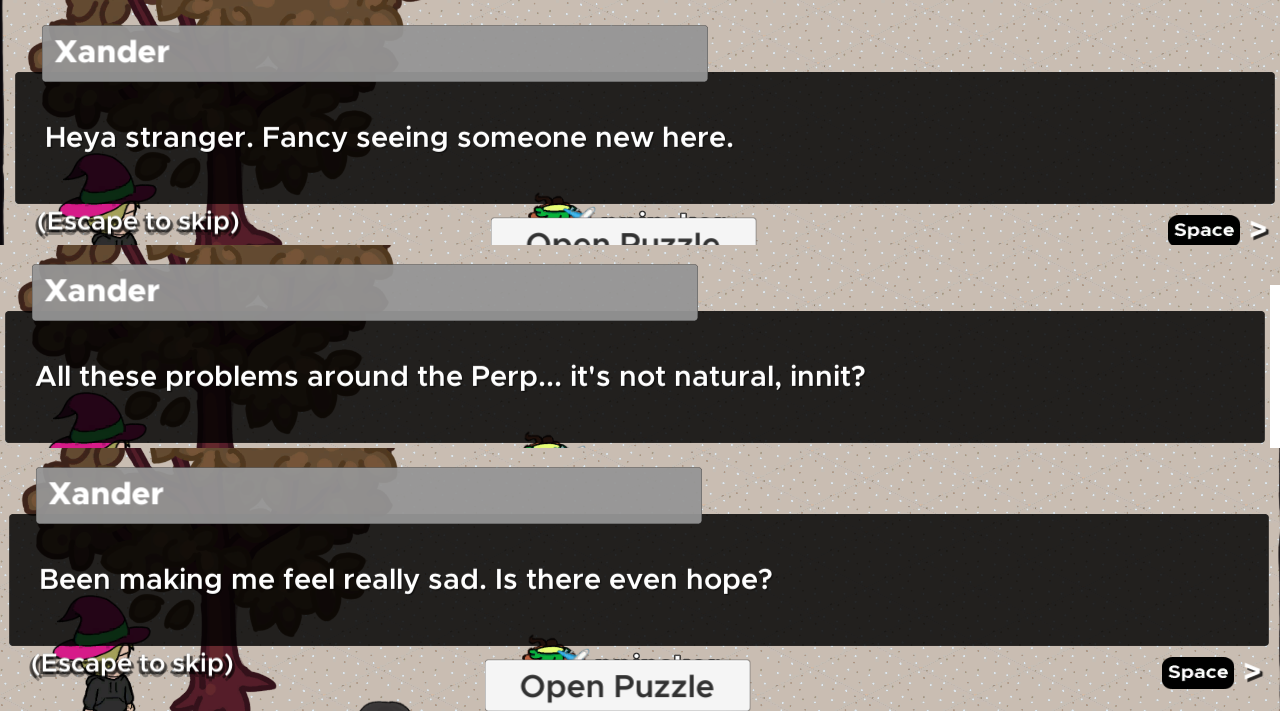 Xander
Heya stranger. Fancy seeing someone new here.
(Escape to skip)
Open Puzzle
Space >
Xander
All these problems around the Perp... it's not natural, innit?
Xander
Been making me feel really sad. Is there even hope?
(Escape to skip)
Open Puzzle
Space >